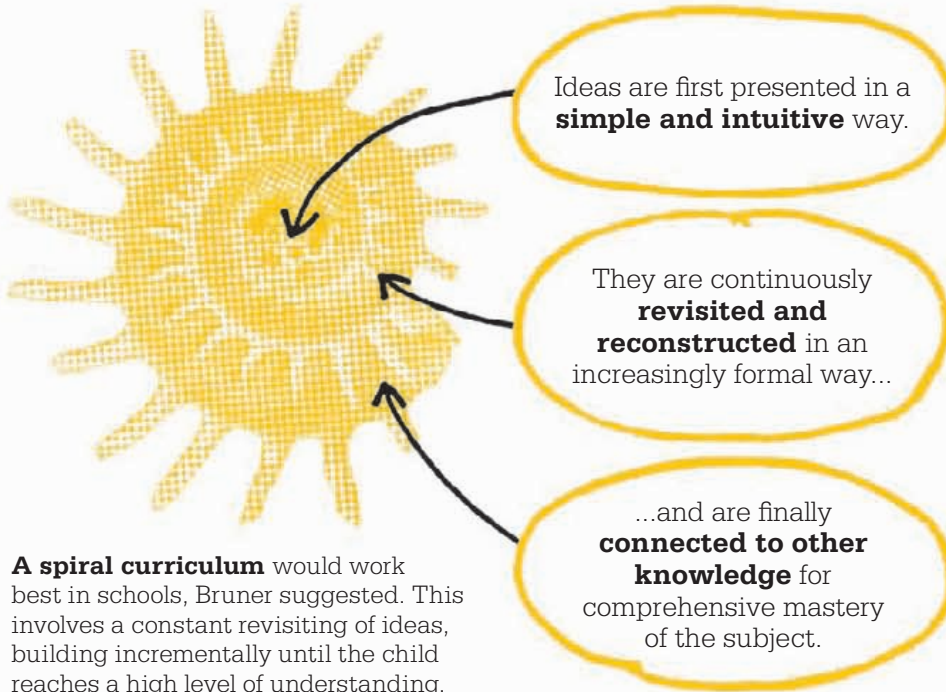 Ideas are first presented in a
simple and intuitive way.
They are continuously
revisited and
reconstructed in an
increasingly formal way...
...and are finally
connected to other
knowledge for
comprehensive mastery
of the subject.
A spiral curriculum would work
best in schools, Bruner suggested. This
involves a constant revisiting of ideas,
building incrementally until the child
reaches a high level of understanding.